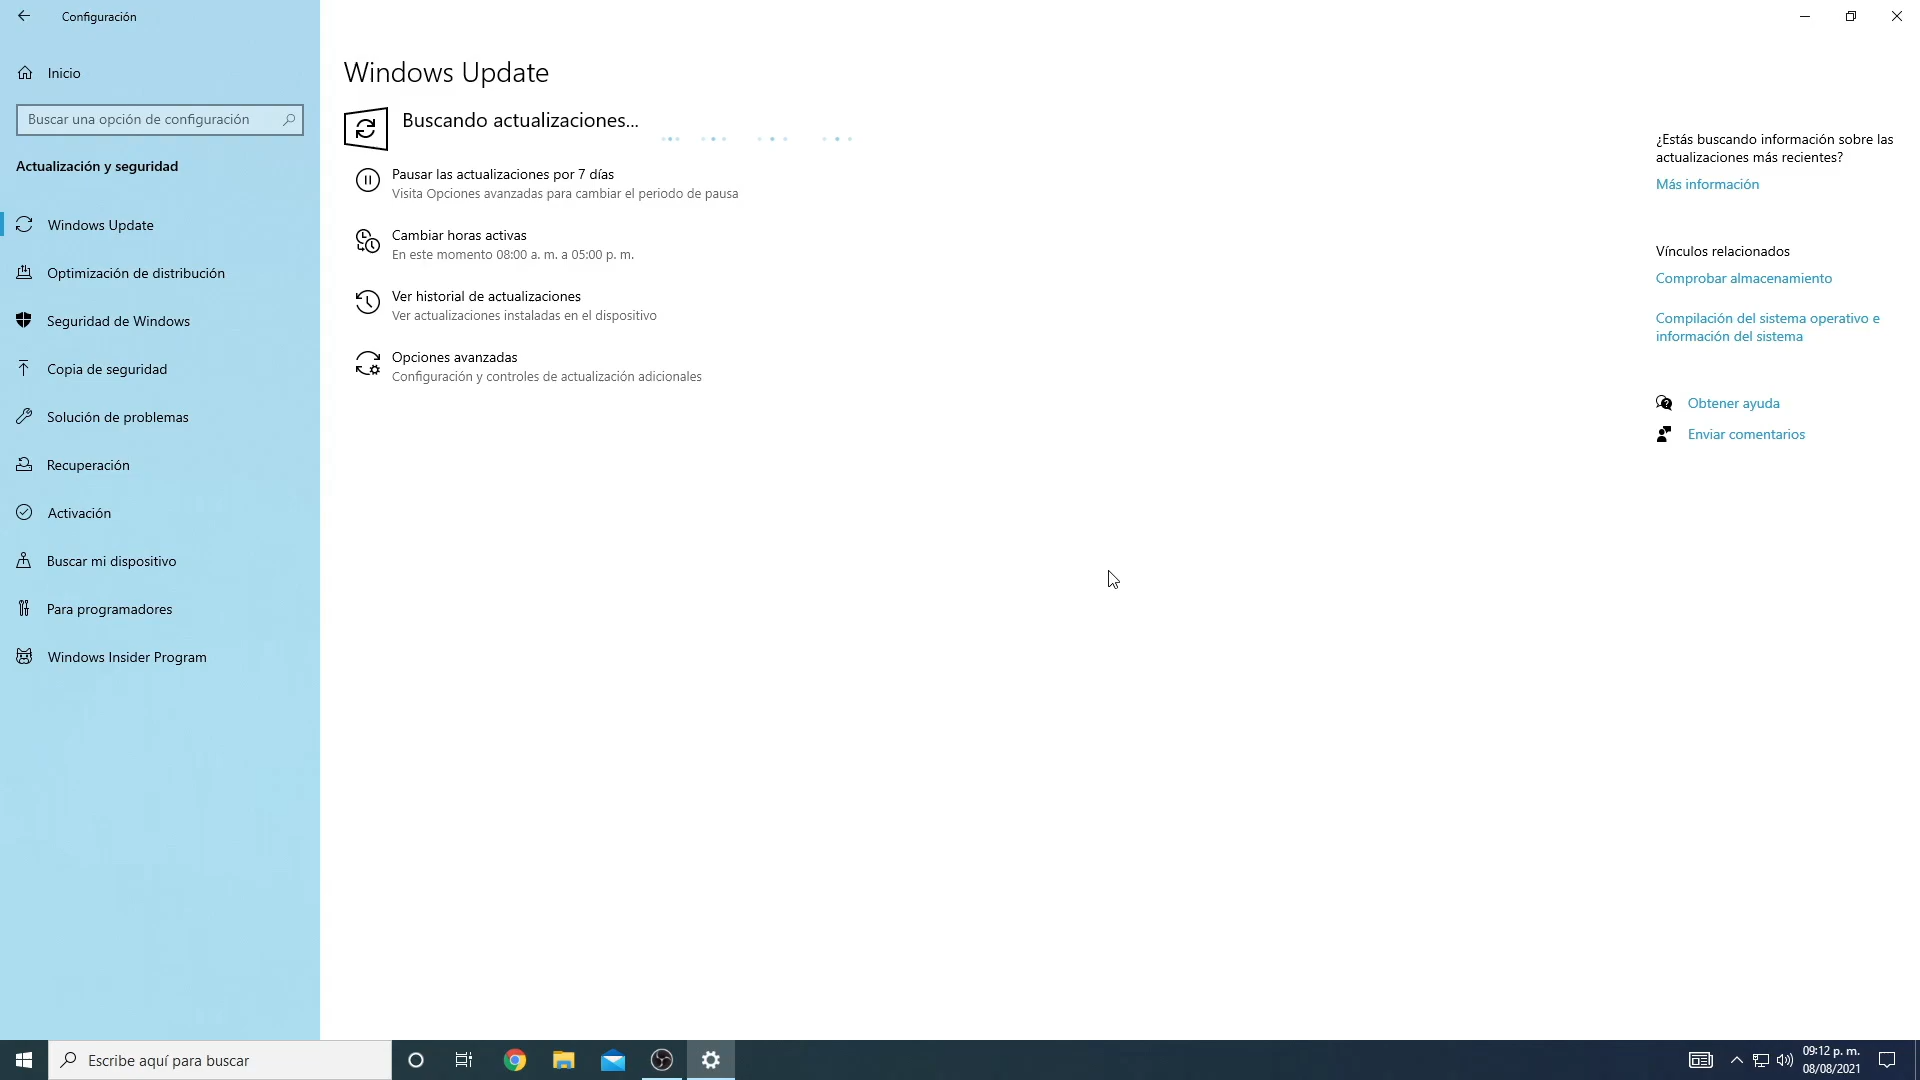 Configuración
Inicio
Buscar una opción de configuración
Actualización y seguridad
Windows Update
Optimización de distribución
Seguridad de Windows
Copia de seguridad
Solución de problemas
Recuperación
Activación
Buscar mi dispositivo
Para programadores
Windows Insider Program
Windows Update
Buscando actualizaciones...
Pausar las actualizaciones por 7 días
Visita Opciones avanzadas para cambiar el periodo de pausa
Cambiar horas activas
En este momento 08:00 a. m. a 05:00 p. m.
Ver historial de actualizaciones
Ver actualizaciones instaladas en el dispositivo
Opciones avanzadas
Configuración y controles de actualización adicionales
¿Estás buscando información sobre las
actualizaciones más recientes?
Más información
Vínculos relacionados
Comprobar almacenamiento
Compilación del sistema operativo e
información del sistema
Obtener ayuda
Enviar comentarios
Escribe aquí para buscar
09:12 p. m.
08/08/2021